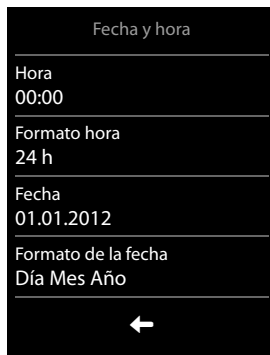 Fecha y hora
Hora
00:00
Formato hora
24 h
Fecha
01.01.2012
Formato de la fecha
Día Mes Año